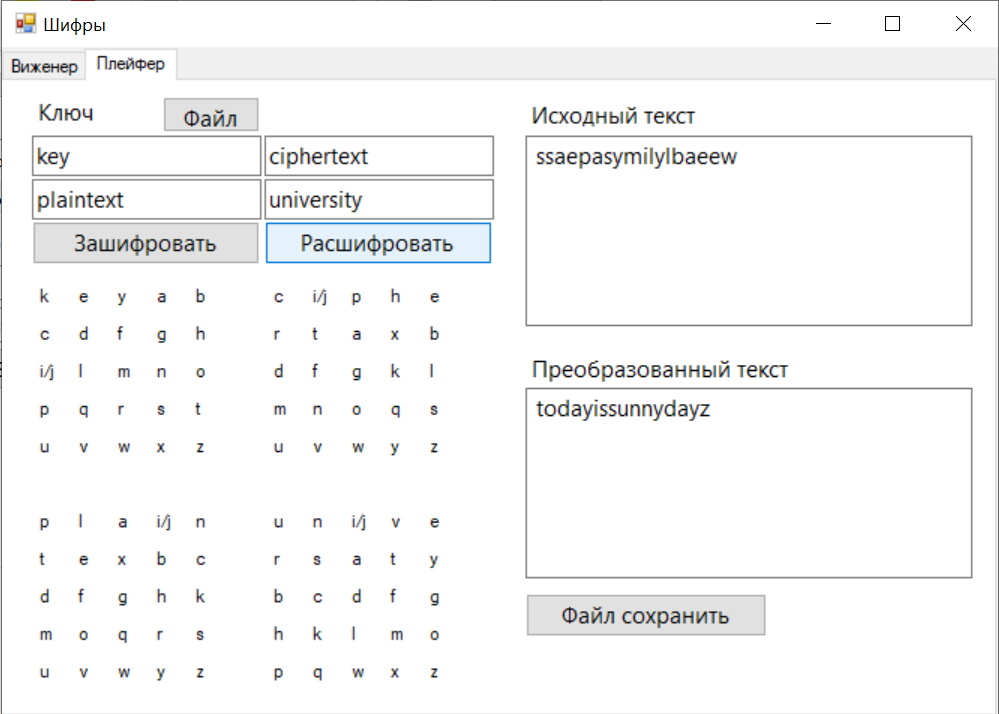 Шифры
Виженер Плейфер
Ключ Файл
key ciphertext
plaintext university
Зашифровать Расшифровать
k e y a b c i/j p h e
c d f g h r t a x b
i/j l m n o d f g k l
p q r s t m n o q s
u v w x z u v w y z
p l a i/j n u n i/j v e
t e x b c r s a t y
d f g h k b c d f g
m o q r s h k l m o
u v w y z p q w x z
Исходный текст
ssaepasymilylbaeew
Преобразованный текст
todayissunnydayz
Файл сохранить